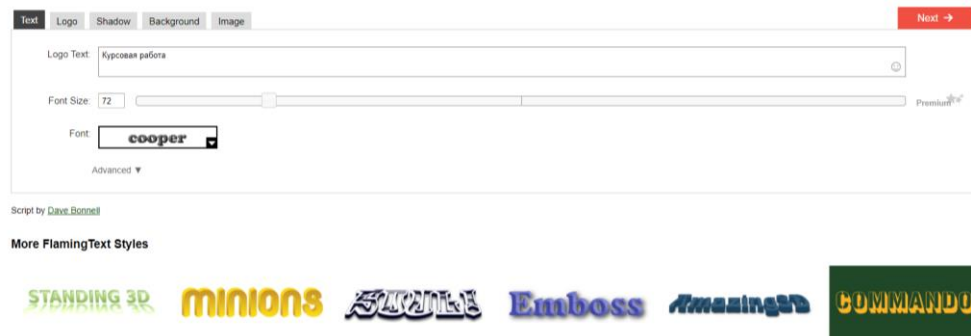 Text Logo Shadow Background Image Next →
Logo Text: Курсовая работа
Font Size: 72 Premium
Font: cooper
Advanced ▼
Script by Dave Bonnell
More FlamingText Styles
STANDING 3D MINIONS Emboss Amazing3D COMMANDO